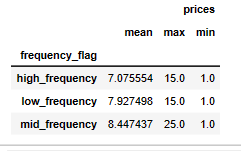 prices
mean max min
frequency_flag
high_frequency 7.075554 15.0 1.0
low_frequency 7.927498 15.0 1.0
mid_frequency 8.447437 25.0 1.0